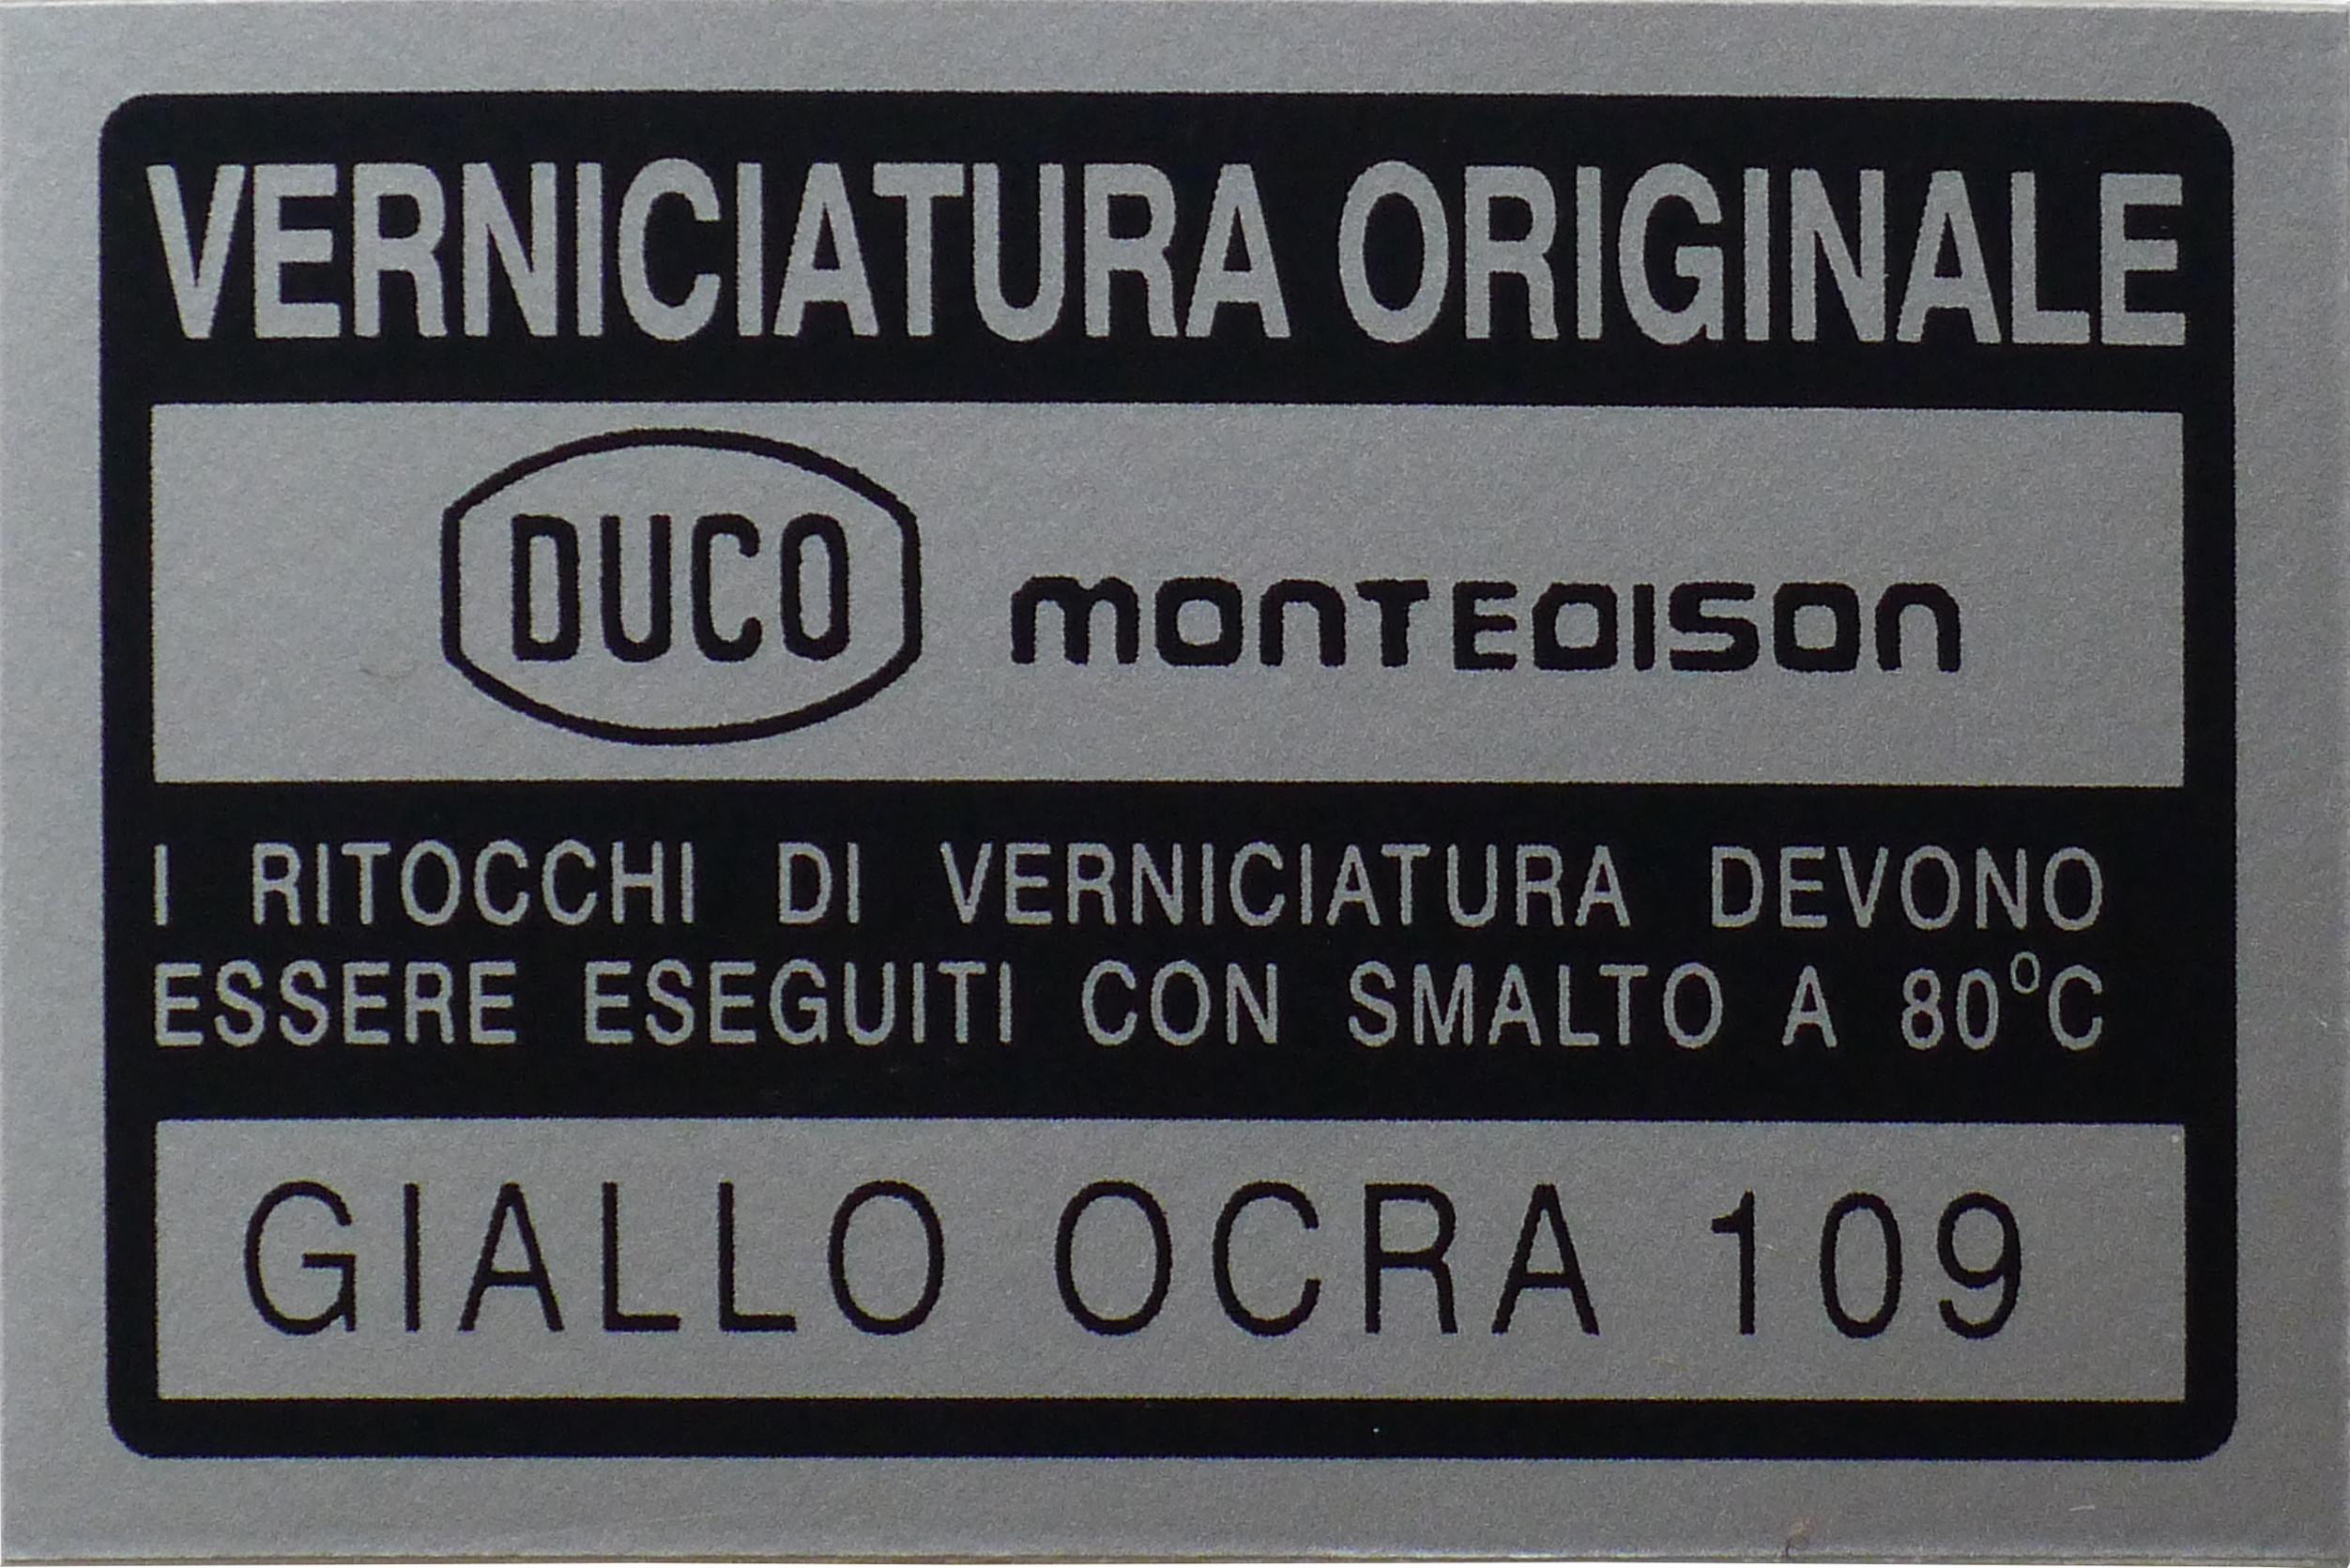 VERNICIATURA ORIGINALE
DUCO MONTEDISON
I RITOCCHI DI VERNICIATURA DEVONO
ESSERE ESEGUITI CON SMALTO A 80°C
GIALLO OCRA 109